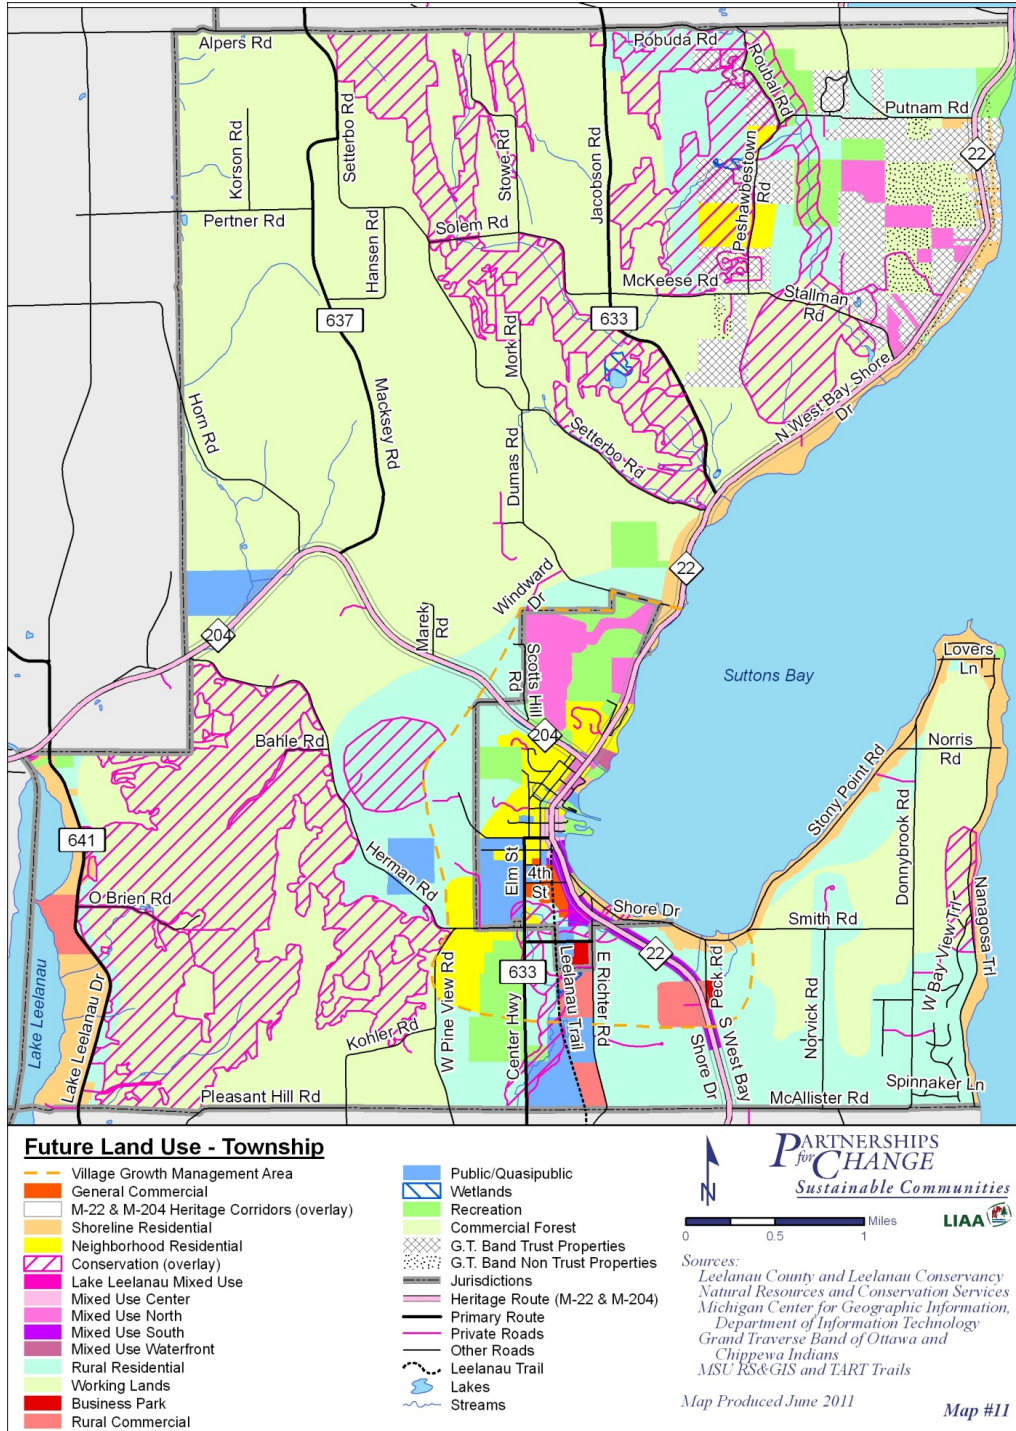 Alpers Rd
Pobuda Rd
Roubal Rd
Putnam Rd
22
Korson Rd
Setterbo Rd
Stowe Rd
Jacobson Rd
Peshawbestown
Rd
Pertner Rd
Hansen Rd
Solem Rd
McKeese Rd
Stallman
Rd
637
633
Mork Rd
N West Bay Shore
Dr
Horn Rd
Macksey Rd
Dumas Rd
Setterbo Rd
22
Windward
Dr
204
Marek
Rd
Scotts Hill
Rd
Suttons Bay
Lovers
Ln
204
Bahle Rd
Norris
Rd
Stony Point Rd
641
Herman Rd
Elm St
4th
St
Donnybrook Rd
O'Brien Rd
Shore Dr
Smith Rd
W Bay View Trl
Nanagosa Trl
Lake Leelanau
Lake Leelanau Dr
633
22
W Pine View Rd
Center Hwy
Leelanau Trail
E Richter Rd
Peck Rd
Norvick Rd
Kohler Rd
S West Bay
Shore Dr
Spinnaker Ln
Pleasant Hill Rd
McAllister Rd
Future Land Use - Township
Village Growth Management Area
General Commercial
M-22 & M-204 Heritage Corridors (overlay)
Shoreline Residential
Neighborhood Residential
Conservation (overlay)
Lake Leelanau Mixed Use
Mixed Use Center
Mixed Use North
Mixed Use South
Mixed Use Waterfront
Rural Residential
Working Lands
Business Park
Rural Commercial
Public/Quasipublic
Wetlands
Recreation
Commercial Forest
G.T. Band Trust Properties
G.T. Band Non Trust Properties
Jurisdictions
Heritage Route (M-22 & M-204)
Primary Route
Private Roads
Other Roads
Leelanau Trail
Lakes
Streams
N
PARTNERSHIPS
for CHANGE
Sustainable Communities
0 0.5 1 Miles
LIAA
Sources:
Leelanau County and Leelanau Conservancy
Natural Resources and Conservation Services
Michigan Center for Geographic Information,
Department of Information Technology
Grand Traverse Band of Ottawa and
Chippewa Indians
MSU RS&GIS and TART Trails
Map Produced June 2011
Map #11